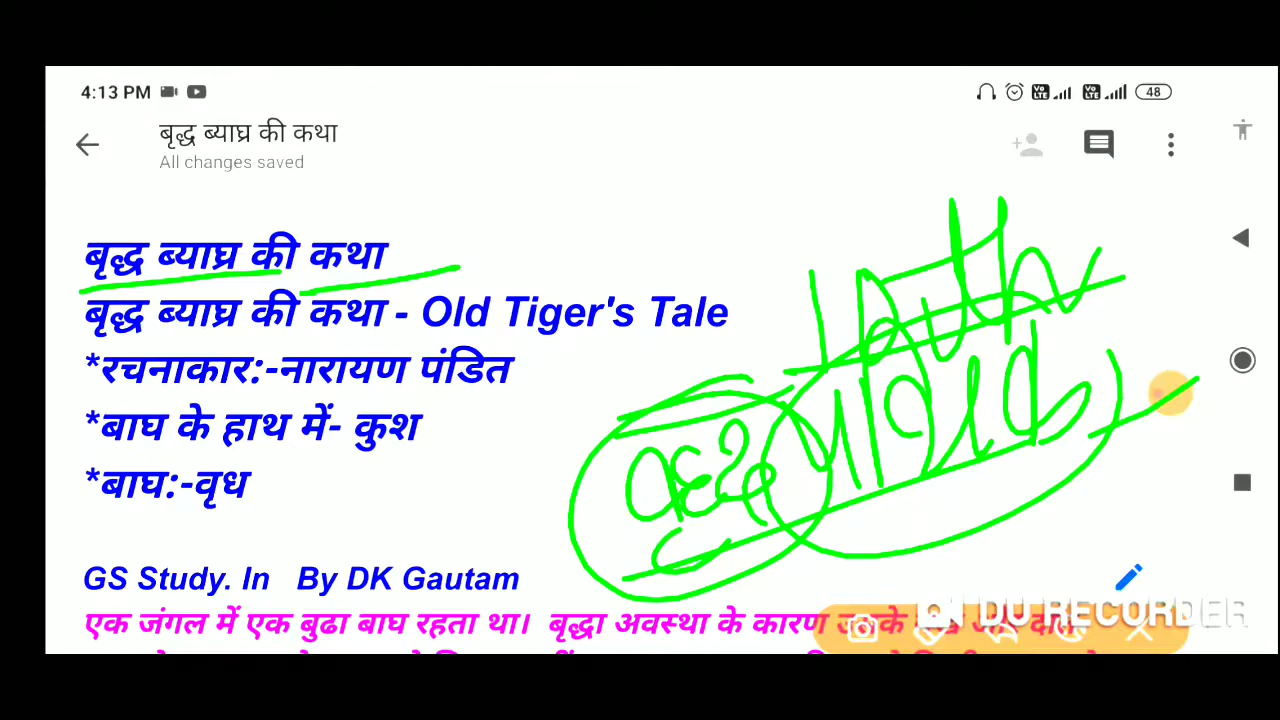 4:13 PM
48
बृद्ध ब्याघ्र की कथा
All changes saved
बृद्ध ब्याघ्र की कथा
बृद्ध ब्याघ्र की कथा - Old Tiger's Tale
*रचनाकार:-नारायण पंडित
*बाघ के हाथ में- कुश
*बाघ:-वृध
GS Study. In By DK Gautam
एक जंगल में एक बुढा बाघ रहता था। बृद्धा अवस्था के कारण
DU RECORDER